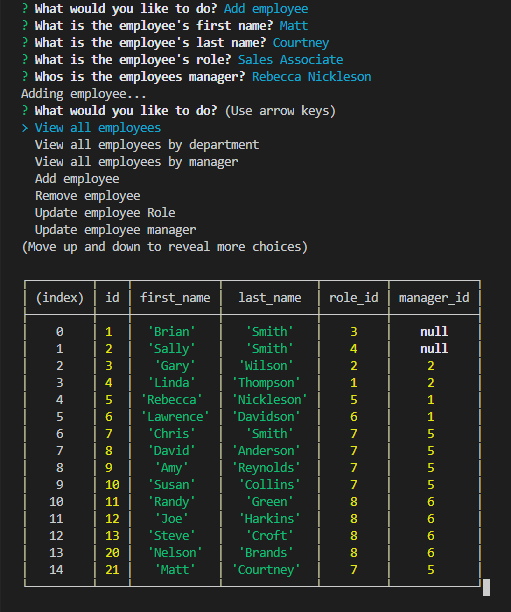 ? What would you like to do? Add employee
? What is the employee's first name? Matt
? What is the employee's last name? Courtney
? What is the employee's role? Sales Associate
? Whos is the employees manager? Rebecca Nickleson
Adding employee...
? What would you like to do? (Use arrow keys)
> View all employees
View all employees by department
View all employees by manager
Add employee
Remove employee
Update employee Role
Update employee manager
(Move up and down to reveal more choices)
(index) id first_name last_name role_id manager_id
0 1 'Brian' 'Smith' 3 null
1 2 'Sally' 'Smith' 4 null
2 3 'Gary' 'Wilson' 2 2
3 4 'Linda' 'Thompson' 1 2
4 5 'Rebecca' 'Nickleson' 5 1
5 6 'Lawrence' 'Davidson' 6 1
6 7 'Chris' 'Smith' 7 5
7 8 'David' 'Anderson' 7 5
8 9 'Amy' 'Reynolds' 7 5
9 10 'Susan' 'Collins' 7 5
10 11 'Randy' 'Green' 8 6
11 12 'Joe' 'Harkins' 8 6
12 13 'Steve' 'Croft' 8 6
13 20 'Nelson' 'Brands' 8 6
14 21 'Matt' 'Courtney' 7 5